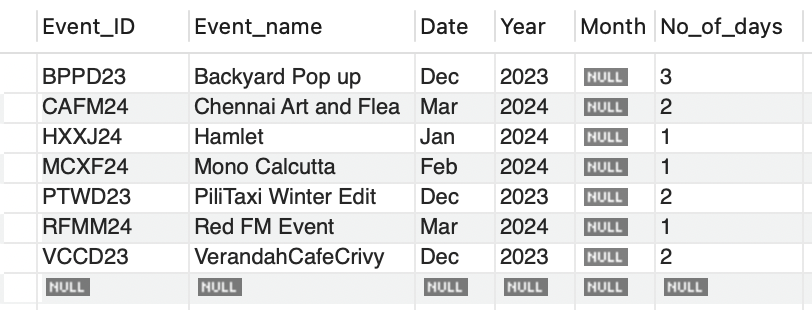 Event_ID Event_name Date Year Month No_of_days
BPPD23 Backyard Pop up Dec 2023 NULL 3
CAFM24 Chennai Art and Flea Mar 2024 NULL 2
HXXJ24 Hamlet Jan 2024 NULL 1
MCXF24 Mono Calcutta Feb 2024 NULL 1
PTWD23 PiliTaxi Winter Edit Dec 2023 NULL 2
RFMM24 Red FM Event Mar 2024 NULL 1
VCCD23 VerandahCafeCrivy Dec 2023 NULL 2
NULL NULL NULL NULL NULL NULL